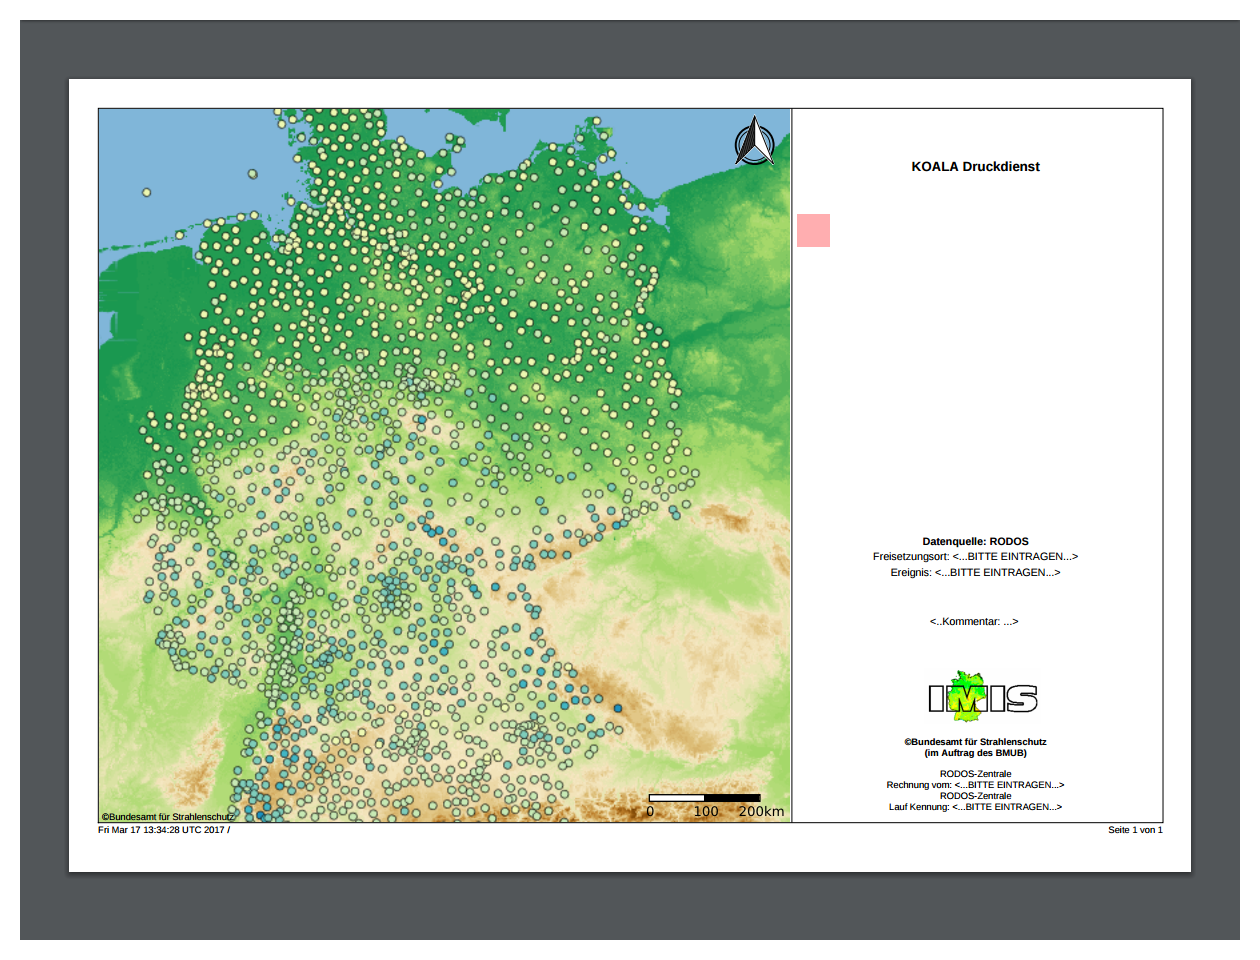 KOALA Druckdienst
Datenquelle: RODOS
Freisetzungsort: <...BITTE EINTRAGEN...>
Ereignis: <...BITTE EINTRAGEN...>
<..Kommentar: ...>
IMIS
©Bundesamt für Strahlenschutz
(im Auftrag des BMUB)
RODOS-Zentrale
Rechnung vom: <...BITTE EINTRAGEN...>
RODOS-Zentrale
Lauf Kennung: <...BITTE EINTRAGEN...>
0 100 200km
©Bundesamt für Strahlenschutz
Fri Mar 17 13:34:28 UTC 2017 /
Seite 1 von 1